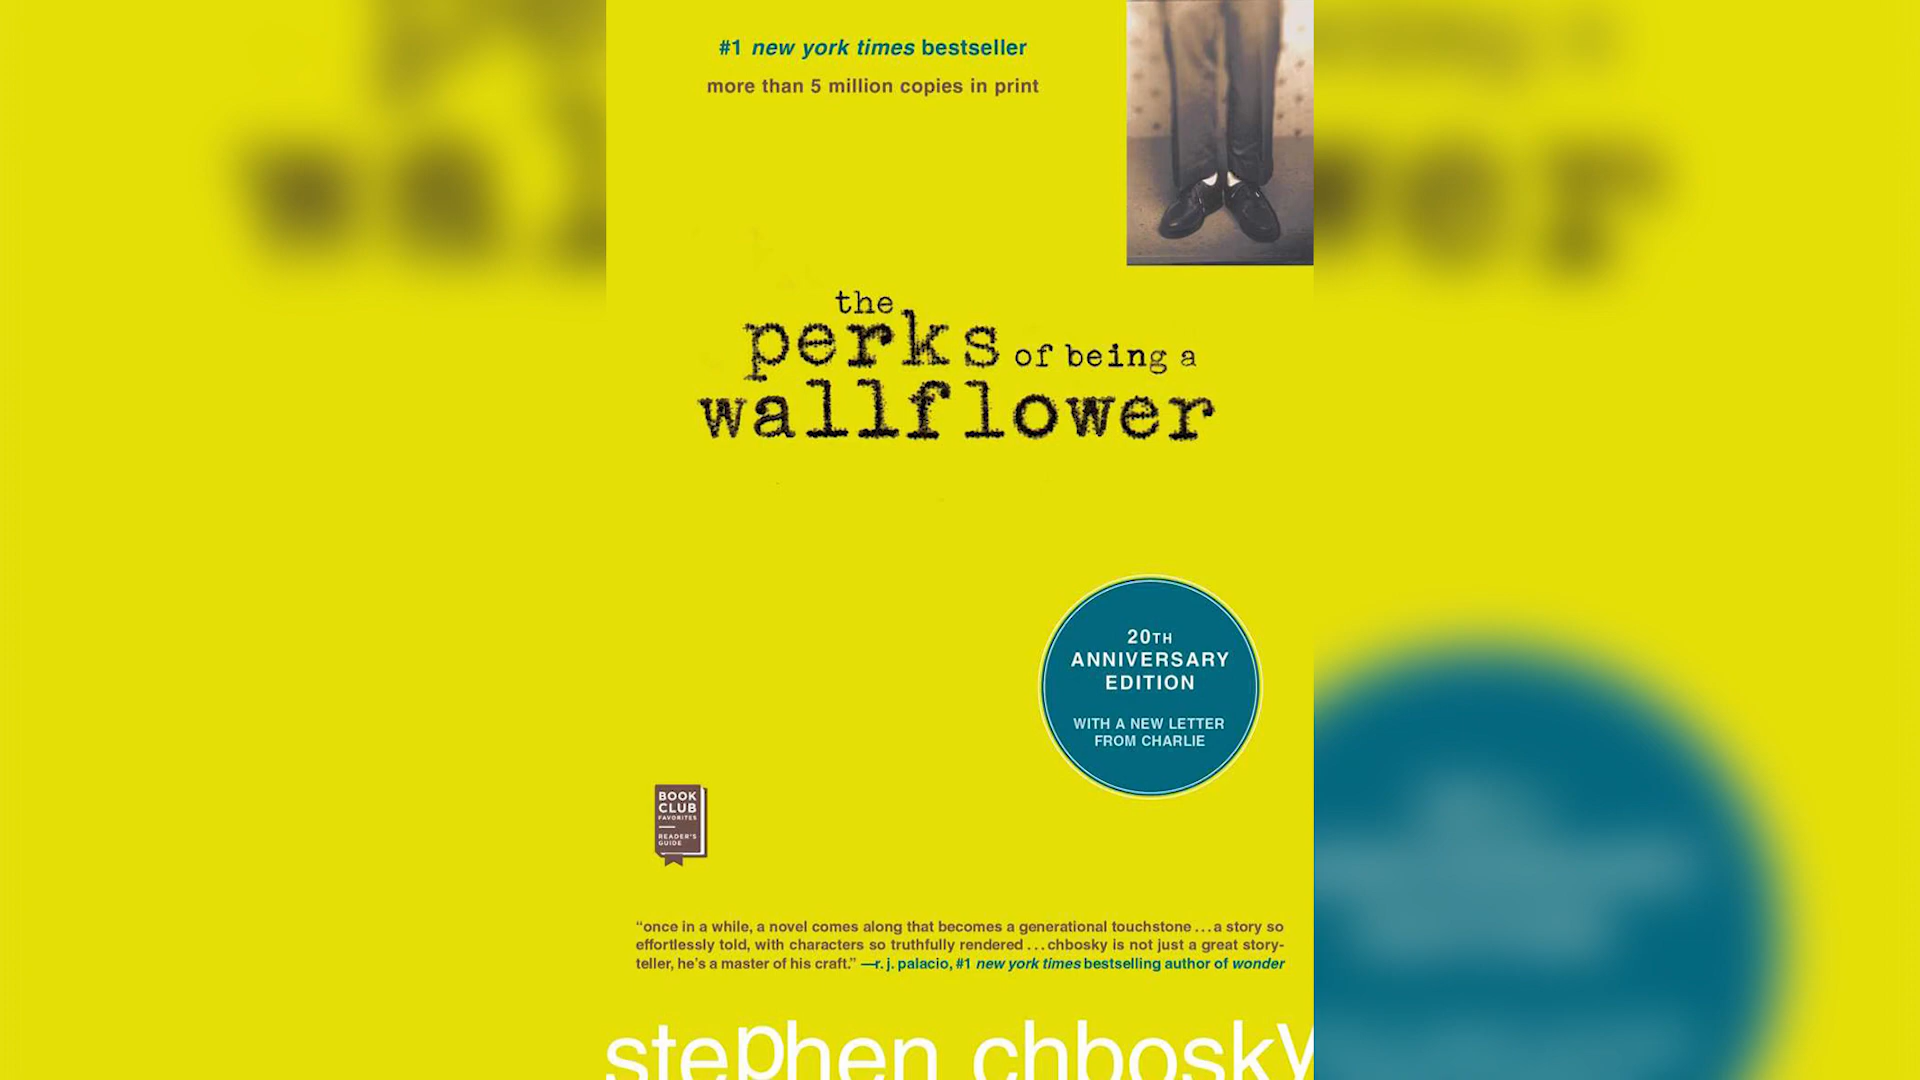 #1 new york times bestseller
more than 5 million copies in print
the
perks of being a
wallflower
20TH
ANNIVERSARY
EDITION
WITH A NEW LETTER
FROM CHARLIE
BOOK
CLUB
FAVORITES
READER'S
GUIDE
“once in a while, a novel comes along that becomes a generational touchstone . . . a story so
effortlessly told, with characters so truthfully rendered . . . chbosky is not just a great story-
teller, he’s a master of his craft.” —r. j. palacio, #1 new york times bestselling author of wonder
stephen chbosky